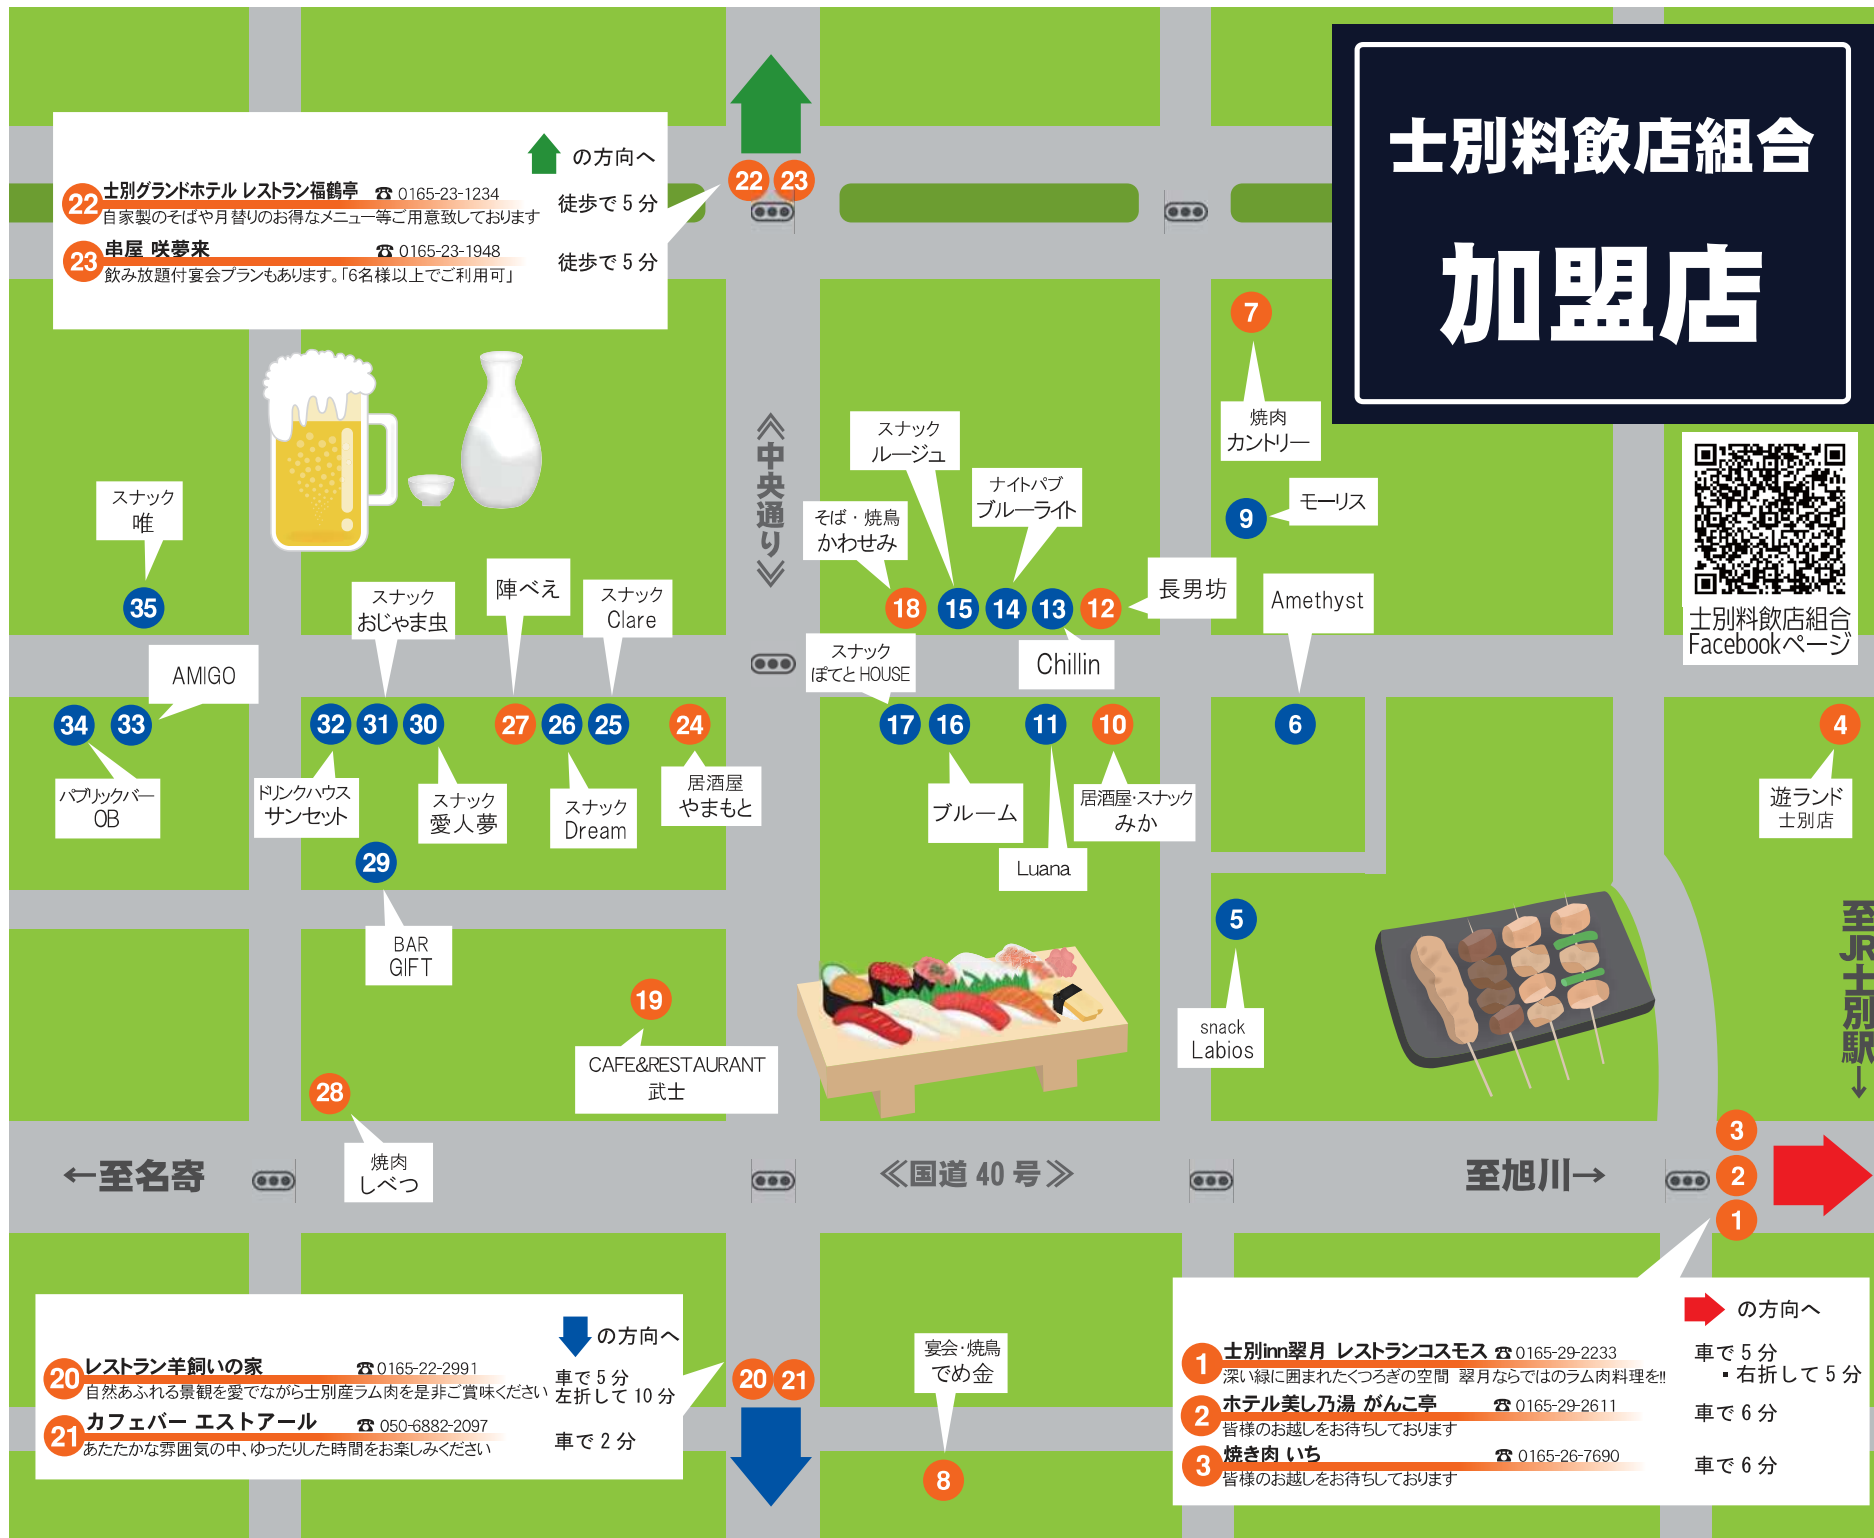 士別料飲店組合
加盟店
の方向へ
22 士別グランドホテル レストラン福鶴亭 ☎ 0165-23-1234 徒歩で 5 分
自家製のそばや月替りのお得なメニュー等ご用意致しております
23 串屋 咲夢来 ☎ 0165-23-1948 徒歩で 5 分
飲み放題付宴会プランもあります。「6名様以上でご利用可」
22 23
7
焼肉
カントリー
9
モーリス
士別料飲店組合
Facebookページ
≪中央通り≫
スナック
ルージュ
ナイトパブ
ブルーライト
そば・焼鳥
かわせみ
18 15 14 13 12
長男坊
Chillin
Amethyst
6
スナック
唯
35
スナック
おじゃま虫
陣べえ
スナック
Clare
スナック
ぽてとHOUSE
AMIGO
34 33
パブリックバー
OB
32 31 30 27 26 25 24
ドリンクハウス
サンセット
スナック
愛人夢
スナック
Dream
居酒屋
やまもと
17 16 11 10
ブルーム
Luana
居酒屋・スナック
みか
4
遊ランド
士別店
29
BAR
GIFT
5
snack
Labios
至JR士別駅→
19
CAFE&RESTAURANT
武士
28
焼肉
しべつ
←至名寄
≪国道 40 号≫
至旭川→
3
2
1
の方向へ
20 レストラン羊飼いの家 ☎ 0165-22-2991 車で 5 分
自然あふれる景観を愛でながら士別産ラム肉を是非ご賞味ください 左折して 10 分
21 カフェバー エストアール ☎ 050-6882-2097 車で 2 分
あたたかな雰囲気の中、ゆったりした時間をお楽しみください
20 21
宴会・焼鳥
でめ金
8
の方向へ
1 士別inn翠月 レストランコスモス ☎ 0165-29-2233 車で 5 分
深い緑に囲まれたくつろぎの空間 翠月ならではのラム肉料理を!! ・右折して 5 分
2 ホテル美し乃湯 がんこ亭 ☎ 0165-29-2611 車で 6 分
皆様のお越しをお待ちしております
3 焼き肉 いち ☎ 0165-26-7690 車で 6 分
皆様のお越しをお待ちしております